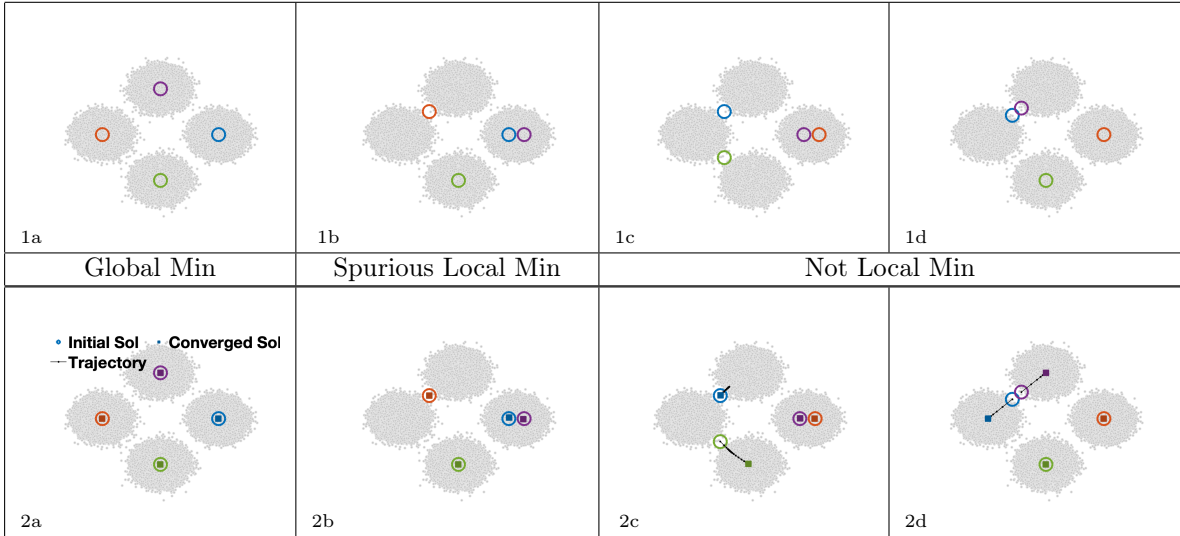 1a
1b
1c
1d
Global Min
Spurious Local Min
Not Local Min
Initial Sol
Converged Sol
Trajectory
2a
2b
2c
2d